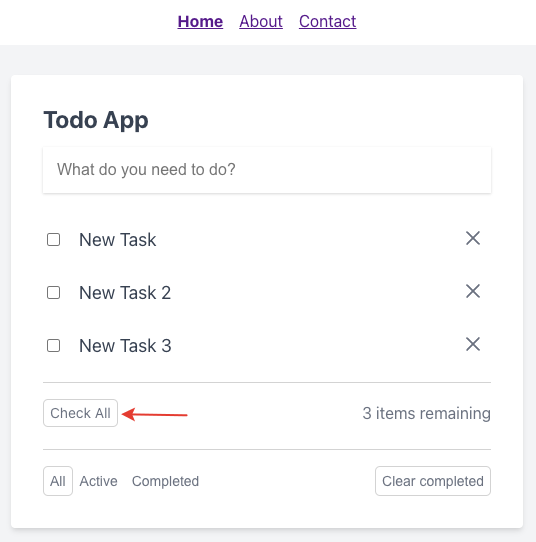 Home About Contact
Todo App
What do you need to do?
New Task
New Task 2
New Task 3
Check All 3 items remaining
All Active Completed Clear completed